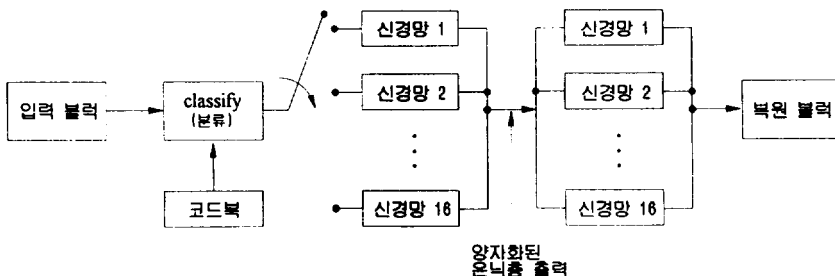 신경망 1
신경망 1
입력 블럭
classify
(분류)
신경망 2
신경망 2
복원 블럭
코드북
신경망 16
신경망 16
양자화된
은닉층 출력